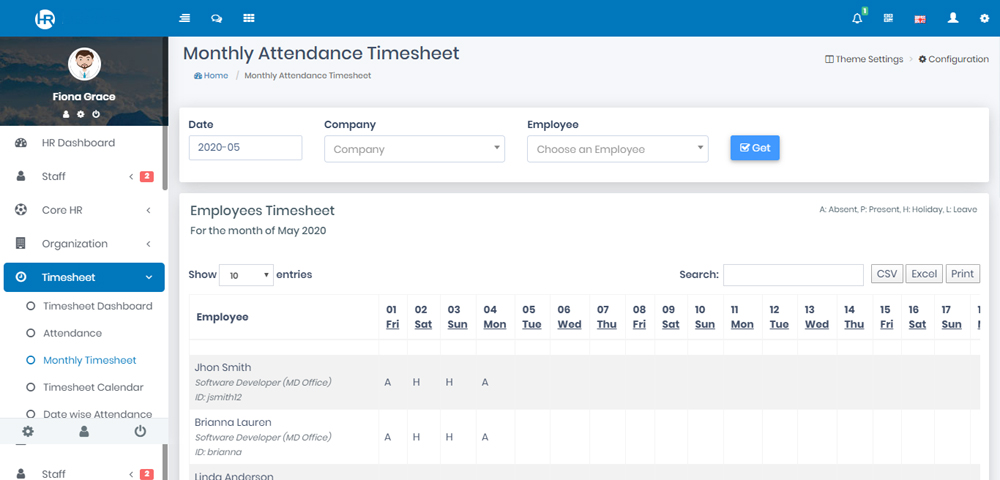 HR
1
Monthly Attendance Timesheet
Home / Monthly Attendance Timesheet
Theme Settings > Configuration
Fiona Grace
HR Dashboard
Staff 2
Core HR
Organization
Timesheet
Timesheet Dashboard
Attendance
Monthly Timesheet
Timesheet Calendar
Date wise Attendance
Staff 2
Date Company Employee
2020-05 Company Choose an Employee Get
Employees Timesheet
A: Absent, P: Present, H: Holiday, L: Leave
For the month of May 2020
Show 10 entries Search: CSV Excel Print
Employee 01 02 03 04 05 06 07 08 09 10 11 12 13 14 15 16 17
Fri Sat Sun Mon Tue Wed Thu Fri Sat Sun Mon Tue Wed Thu Fri Sat Sun
Jhon Smith
Software Developer (MD Office) A H H A
ID: jsmith12
Brianna Lauren
Software Developer (MD Office) A H H A
ID: brianna
Linda Anderson